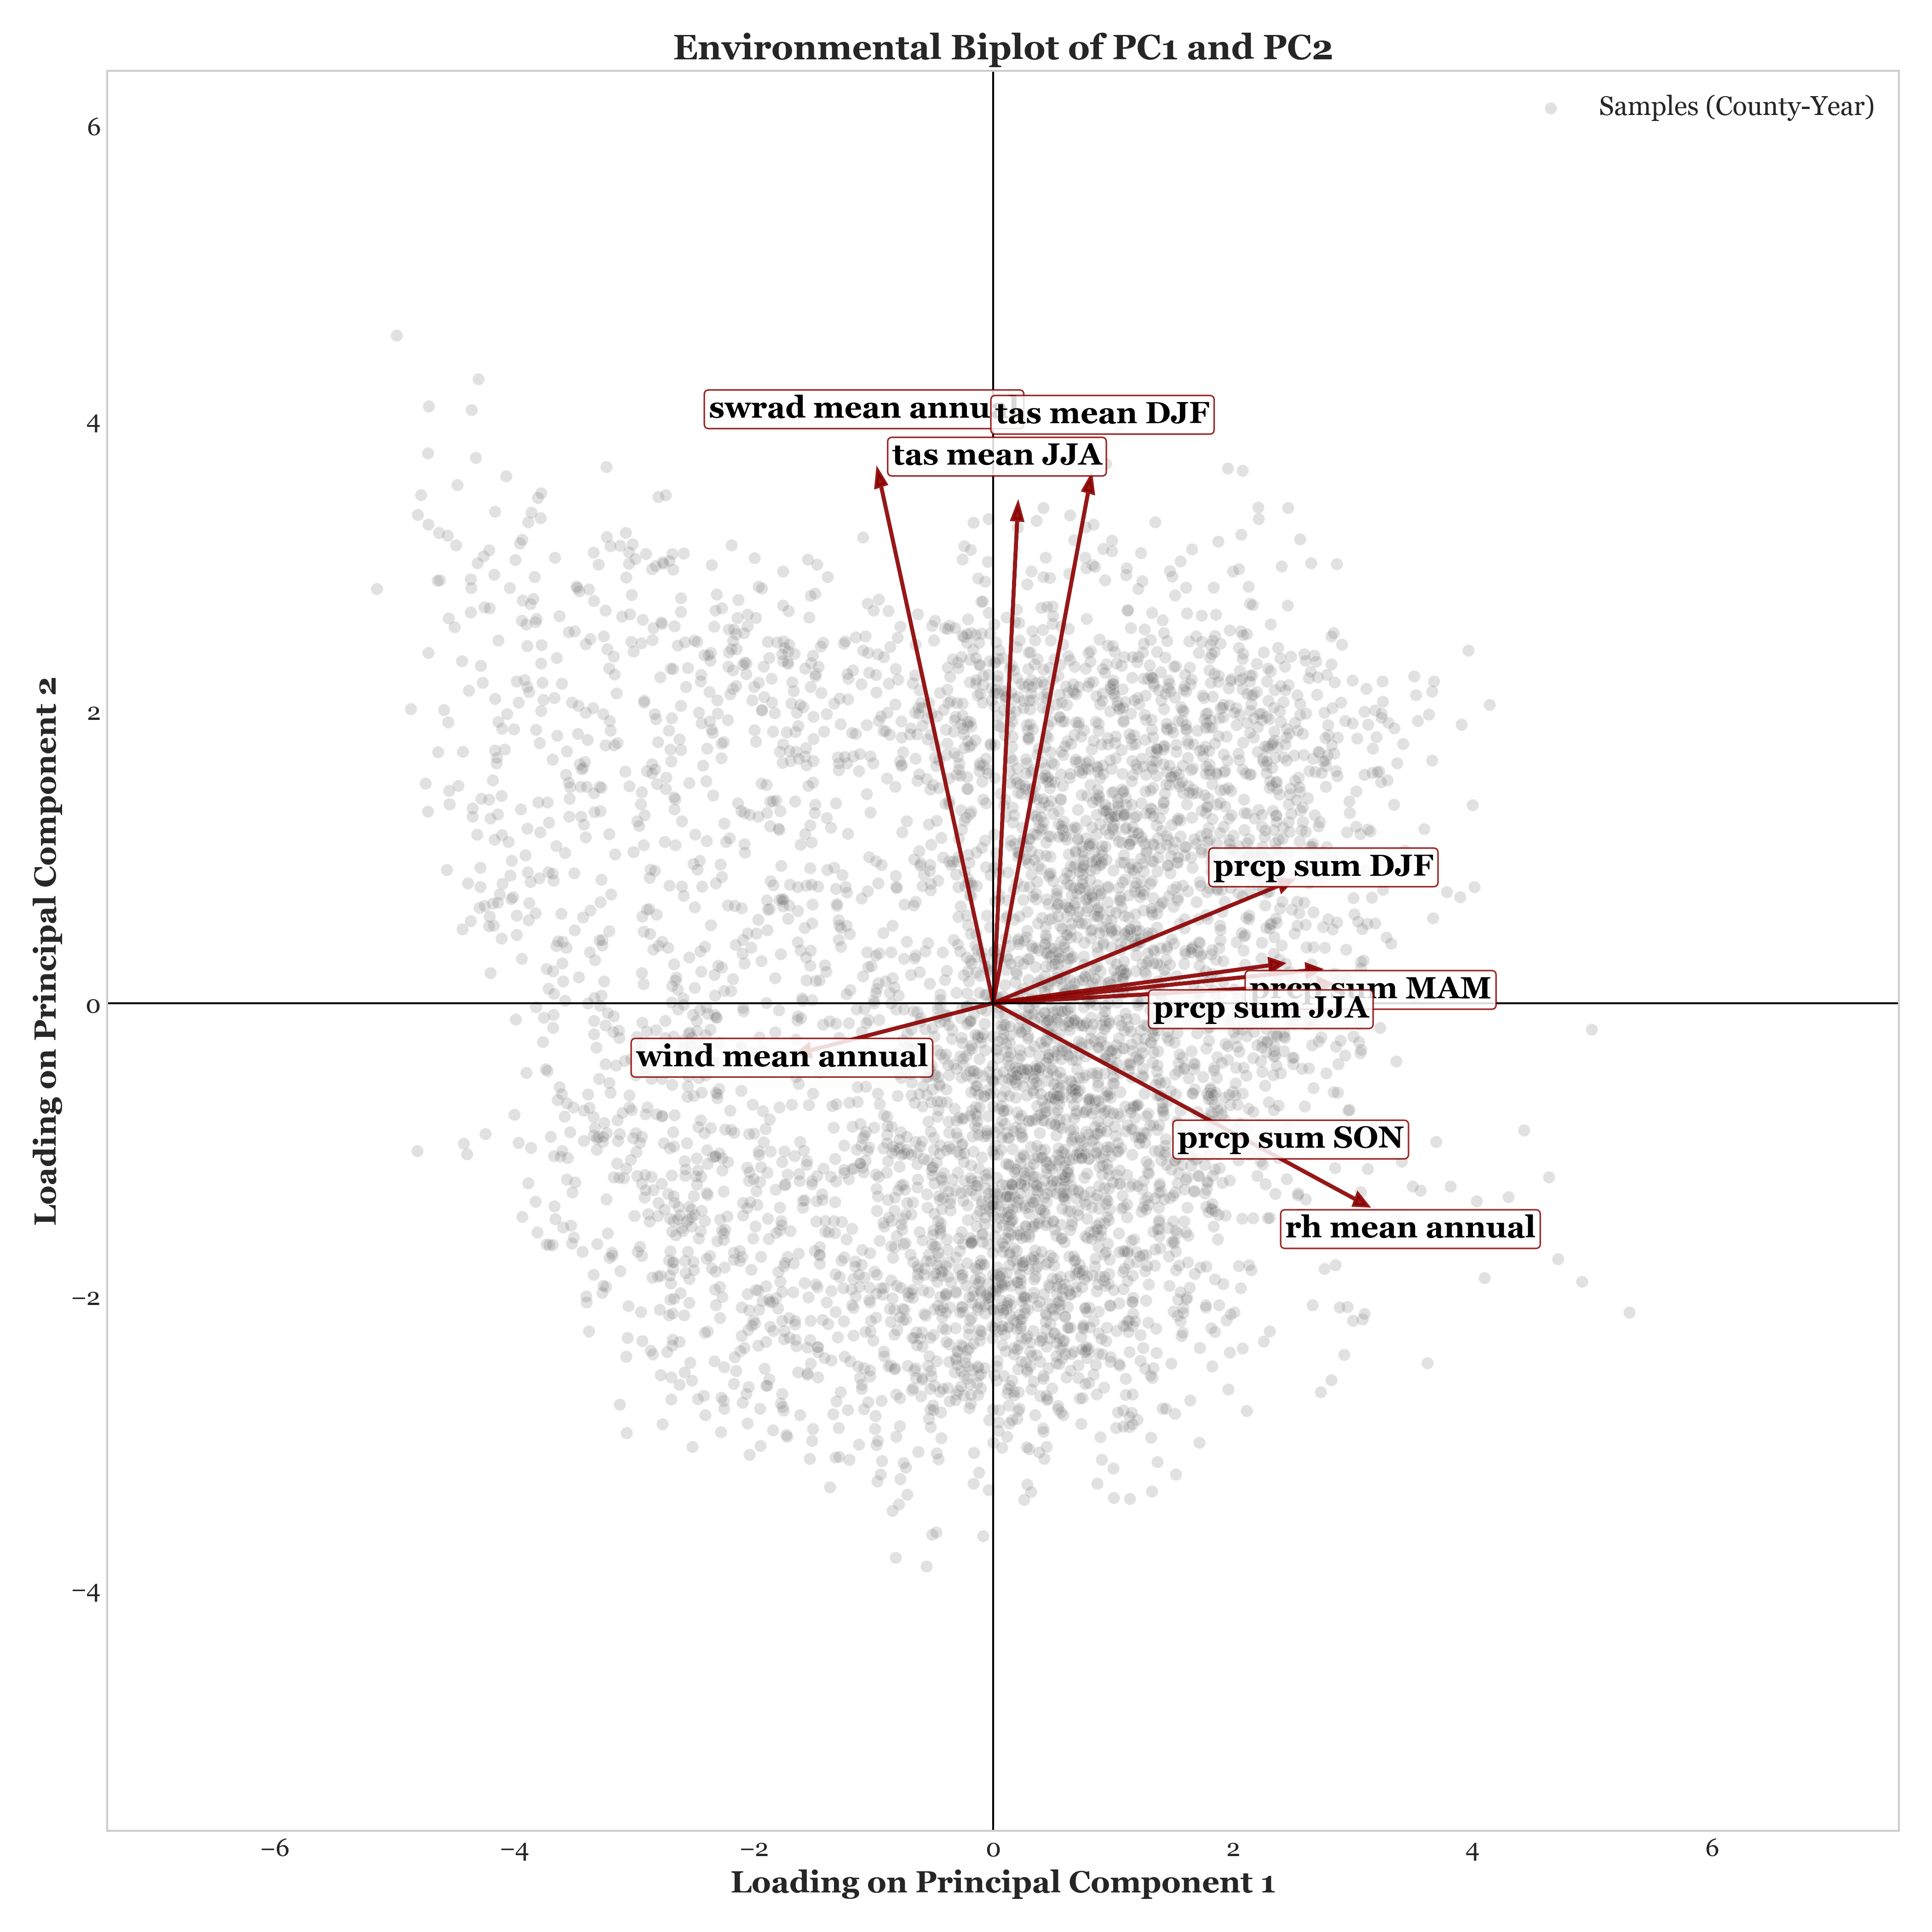 Environmental Biplot of PC1 and PC2
Samples (County-Year)
6
4
2
0
−2
−4
Loading on Principal Component 2
swrad mean annual
tas mean DJF
tas mean JJA
prcp sum DJF
prcp sum MAM
prcp sum JJA
wind mean annual
prcp sum SON
rh mean annual
−6 −4 −2 0 2 4 6
Loading on Principal Component 1